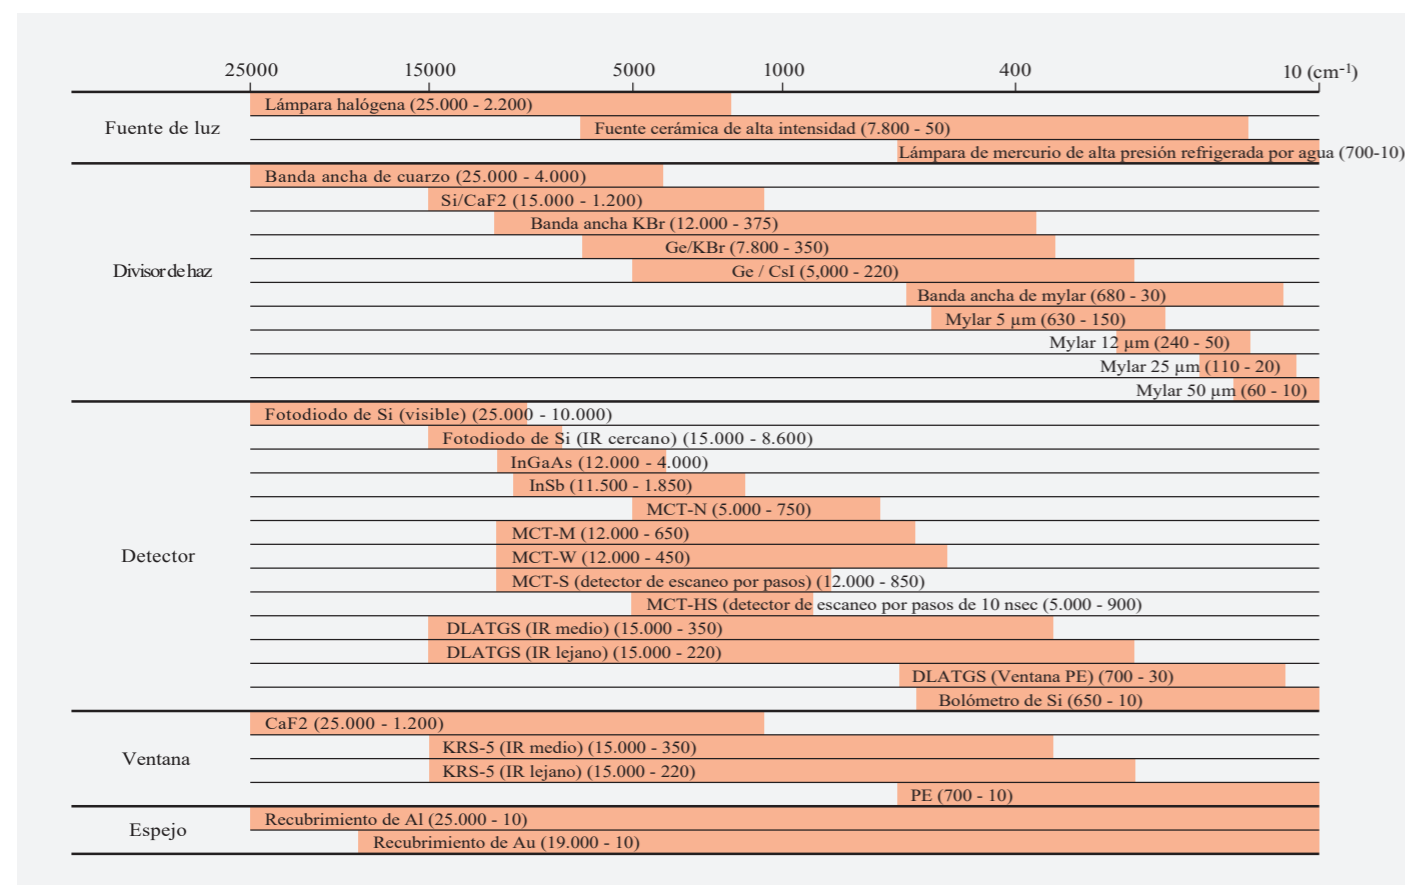 25000 15000 5000 1000 400 10 (cm-1)
Fuente de luz
Lámpara halógena (25.000 - 2.200)
Fuente cerámica de alta intensidad (7.800 - 50)
Lámpara de mercurio de alta presión refrigerada por agua (700-10)
Divisor de haz
Banda ancha de cuarzo (25.000 - 4.000)
Si/CaF2 (15.000 - 1.200)
Banda ancha KBr (12.000 - 375)
Ge/KBr (7.800 - 350)
Ge / CsI (5,000 - 220)
Banda ancha de mylar (680 - 30)
Mylar 5 µm (630 - 150)
Mylar 12 µm (240 - 50)
Mylar 25 µm (110 - 20)
Mylar 50 µm (60 - 10)
Detector
Fotodiodo de Si (visible) (25.000 - 10.000)
Fotodiodo de Si (IR cercano) (15.000 - 8.600)
InGaAs (12.000 - 4.000)
InSb (11.500 - 1.850)
MCT-N (5.000 - 750)
MCT-M (12.000 - 650)
MCT-W (12.000 - 450)
MCT-S (detector de escaneo por pasos) (12.000 - 850)
MCT-HS (detector de escaneo por pasos de 10 nsec (5.000 - 900)
DLATGS (IR medio) (15.000 - 350)
DLATGS (IR lejano) (15.000 - 220)
DLATGS (Ventana PE) (700 - 30)
Bolómetro de Si (650 - 10)
Ventana
CaF2 (25.000 - 1.200)
KRS-5 (IR medio) (15.000 - 350)
KRS-5 (IR lejano) (15.000 - 220)
PE (700 - 10)
Espejo
Recubrimiento de Al (25.000 - 10)
Recubrimiento de Au (19.000 - 10)